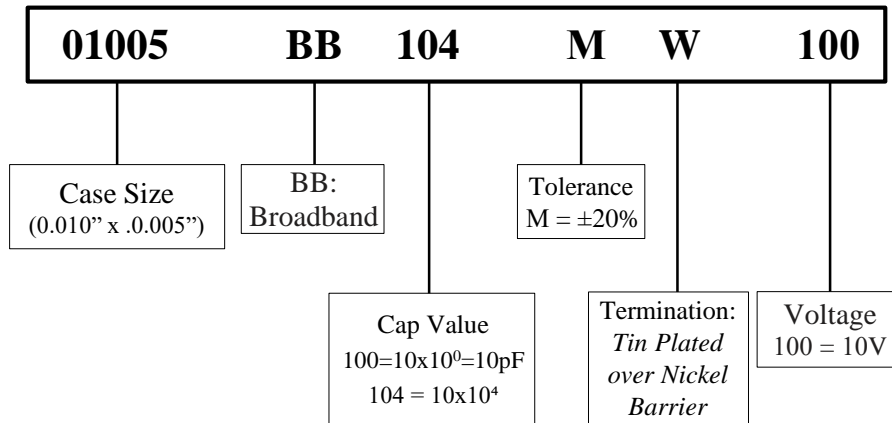 01005 BB 104 M W 100
Case Size
(0.010” x .0.005”)
BB:
Broadband
Cap Value
100=10x10⁰=10pF
104 = 10x10⁴
Tolerance
M = ±20%
Termination:
Tin Plated
over Nickel
Barrier
Voltage
100 = 10V